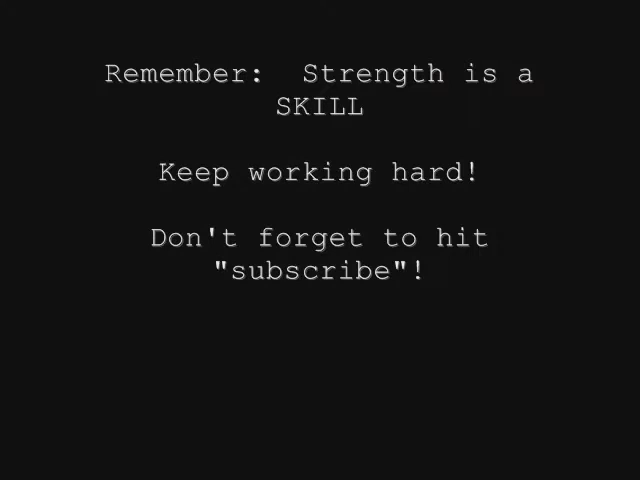 Remember:  Strength is a
SKILL
Keep working hard!
Don't forget to hit
"subscribe"!